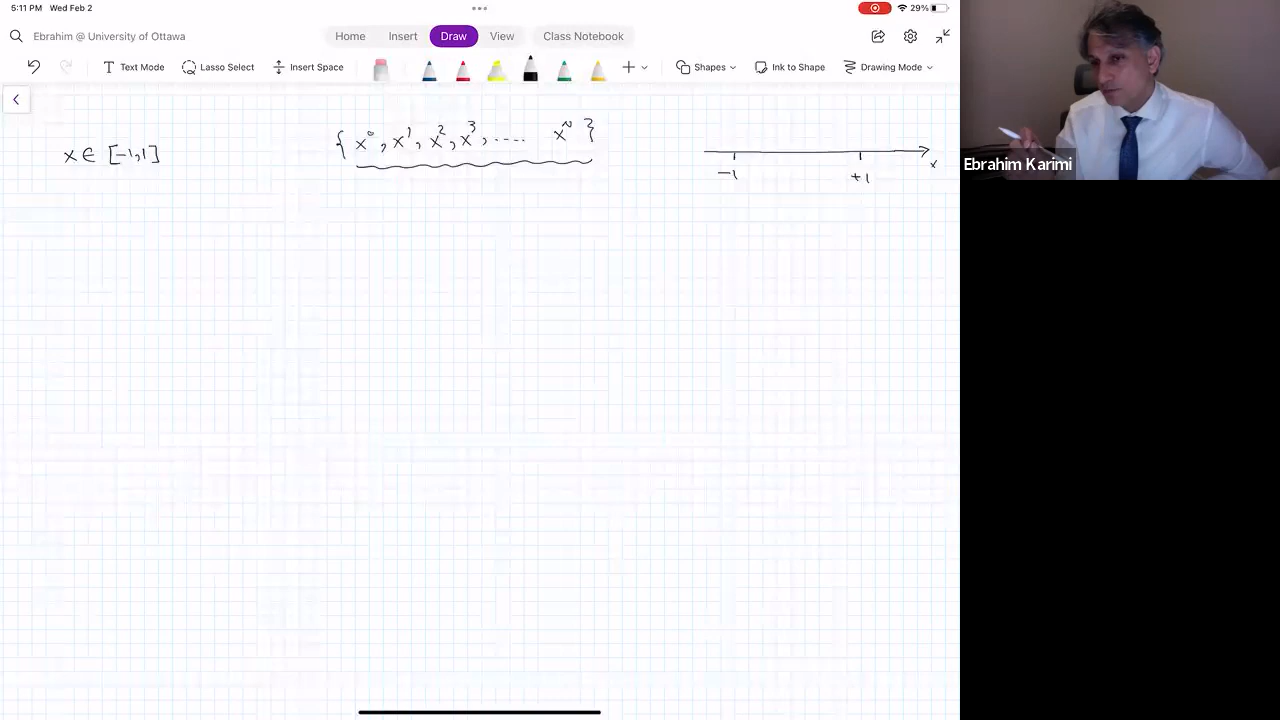 5:11 PM Wed Feb 2
29%
Ebrahim @ University of Ottawa
Home Insert Draw View Class Notebook
Text Mode Lasso Select Insert Space Shapes Ink to Shape Drawing Mode
x ∈ [-1,1]
{ x⁰, x¹, x², x³, .... xᴺ }
-1 +1 x
Ebrahim Karimi